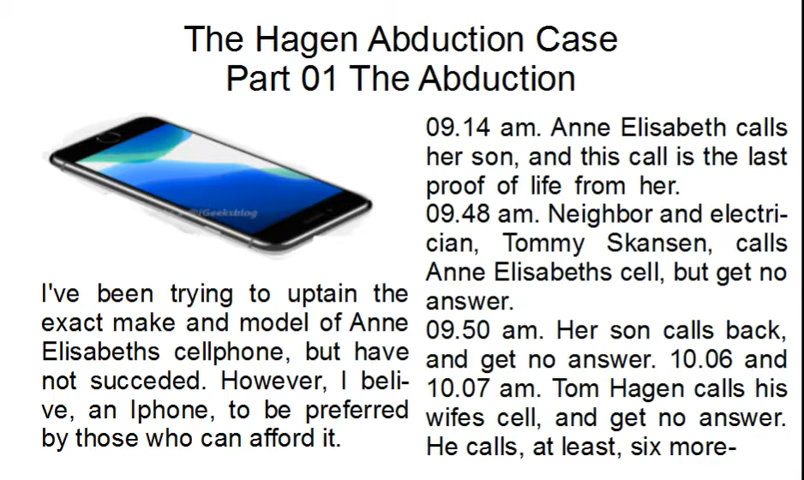 The Hagen Abduction Case
Part 01 The Abduction
@iGeeksblog
I've been trying to uptain the
exact make and model of Anne
Elisabeths cellphone, but have
not succeded. However, I beli-
ve, an Iphone, to be preferred
by those who can afford it.
09.14 am. Anne Elisabeth calls
her son, and this call is the last
proof of life from her.
09.48 am. Neighbor and electri-
cian, Tommy Skansen, calls
Anne Elisabeths cell, but get no
answer.
09.50 am. Her son calls back,
and get no answer. 10.06 and
10.07 am. Tom Hagen calls his
wifes cell, and get no answer.
He calls, at least, six more-